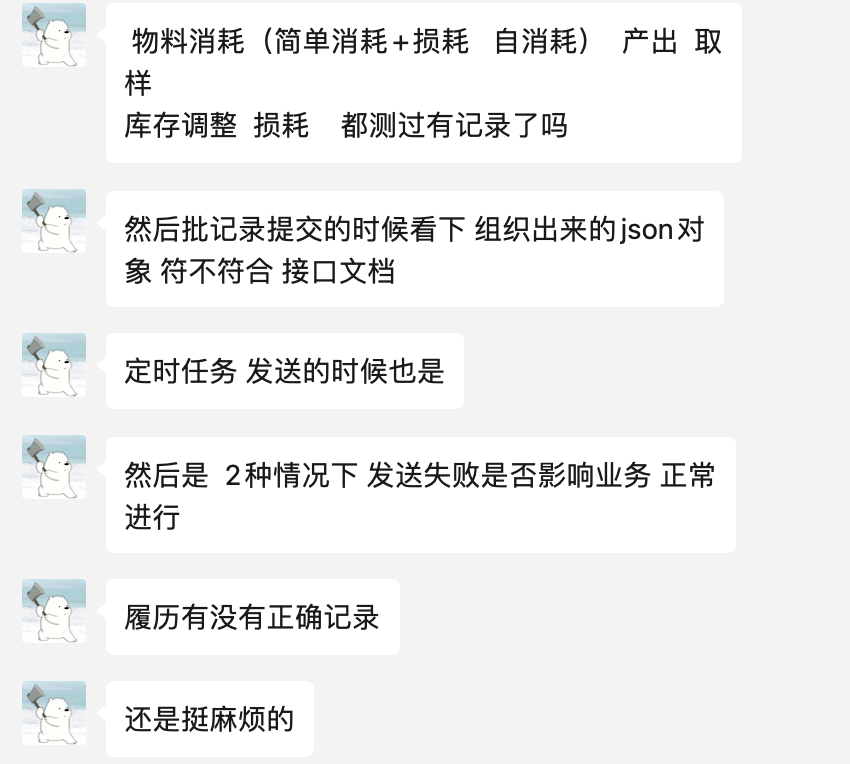 物料消耗（简单消耗+损耗 自消耗） 产出 取
样
库存调整 损耗 都测过有记录了吗
然后批记录提交的时候看下 组织出来的json对
象 符不符合 接口文档
定时任务 发送的时候也是
然后是 2种情况下 发送失败是否影响业务 正常
进行
履历有没有正确记录
还是挺麻烦的